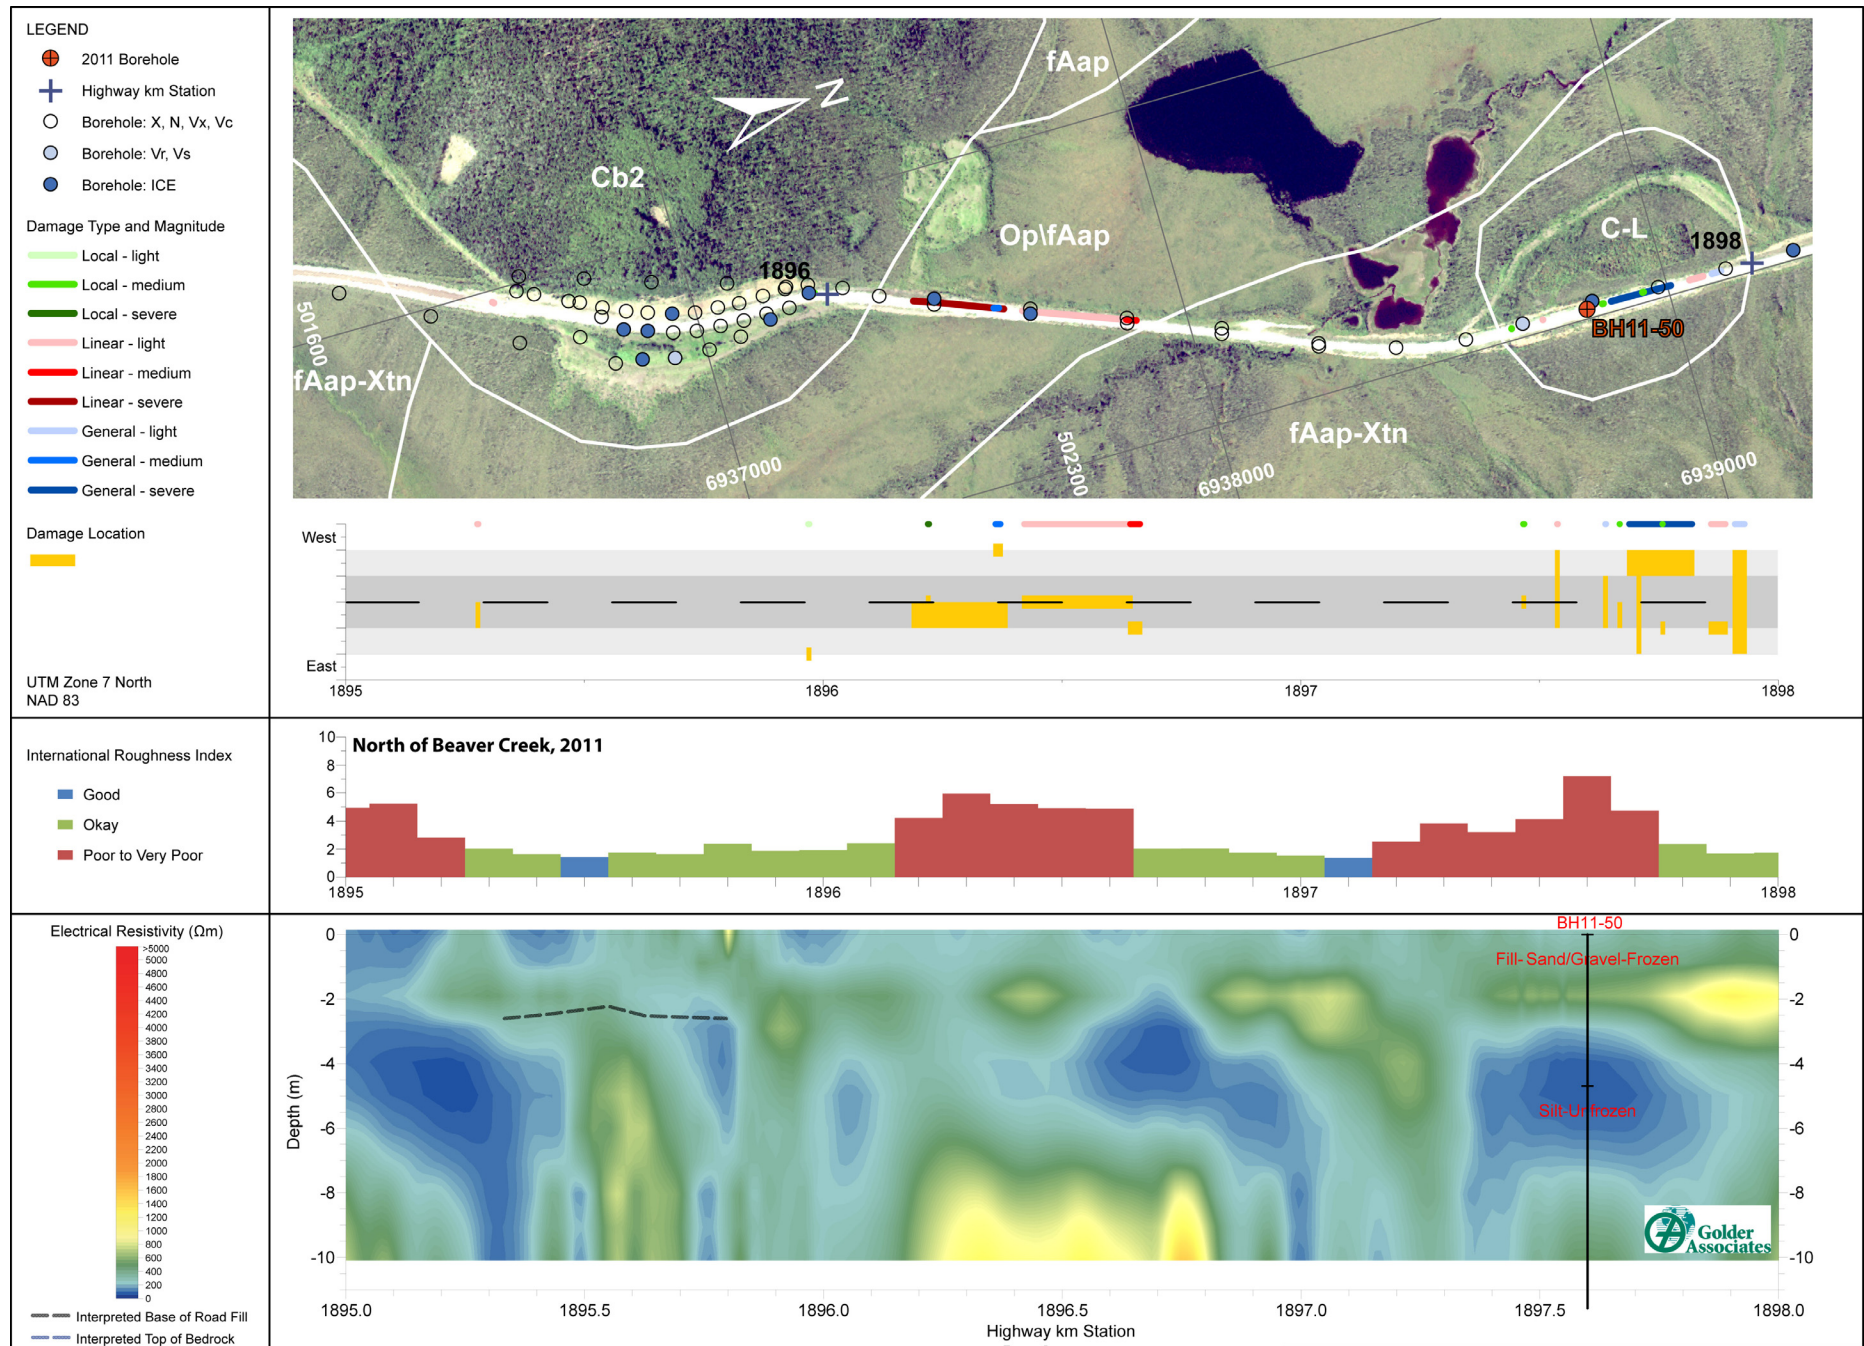 LEGEND
2011 Borehole
Highway km Station
Borehole: X, N, Vx, Vc
Borehole: Vr, Vs
Borehole: ICE
Damage Type and Magnitude
Local - light
Local - medium
Local - severe
Linear - light
Linear - medium
Linear - severe
General - light
General - medium
General - severe
Damage Location
UTM Zone 7 North
NAD 83
fAap
N
Cb2
Op\fAap
C-L
1898
1896
BH11-50
501600
fAap-Xtn
fAap-Xtn
502300
6937000
6938000
6939000
West
East
1895
1896
1897
1898
International Roughness Index
Good
Okay
Poor to Very Poor
North of Beaver Creek, 2011
10
8
6
4
2
0
1895
1896
1897
1898
Electrical Resistivity (Ωm)
>5000
5000
4800
4600
4400
4200
4000
3800
3600
3400
3200
3000
2800
2600
2400
2200
2000
1800
1600
1400
1200
1000
800
600
400
200
0
Interpreted Base of Road Fill
Interpreted Top of Bedrock
Depth (m)
0
-2
-4
-6
-8
-10
BH11-50
Fill- Sand/Gravel-Frozen
Silt-Unfrozen
0
-2
-4
-6
-8
-10
Golder
Associates
1895.0
1895.5
1896.0
1896.5
1897.0
1897.5
1898.0
Highway km Station